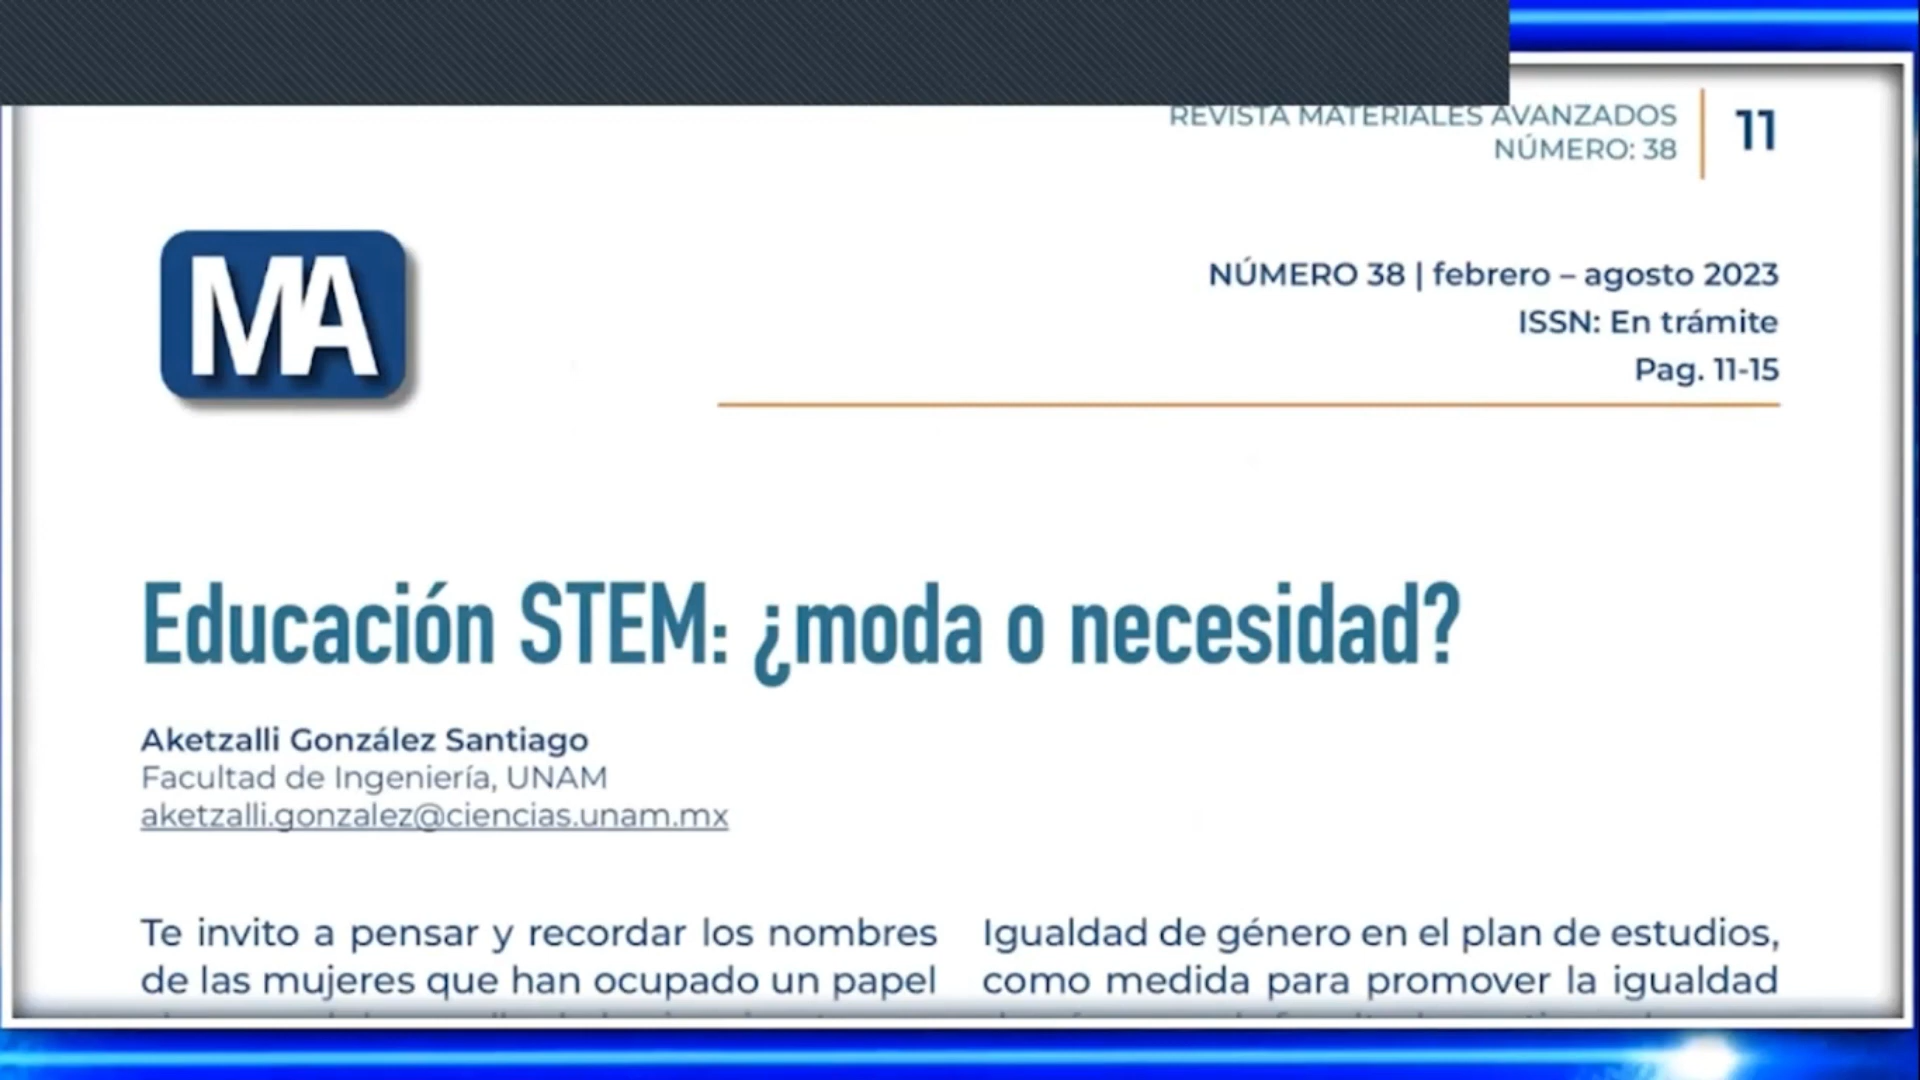 REVISTA MATERIALES AVANZADOS
NÚMERO: 38
11
MA
NÚMERO 38 | febrero – agosto 2023
ISSN: En trámite
Pag. 11-15
Educación STEM: ¿moda o necesidad?
Aketzalli González Santiago
Facultad de Ingeniería, UNAM
aketzalli.gonzalez@ciencias.unam.mx
Te invito a pensar y recordar los nombres
de las mujeres que han ocupado un papel
Igualdad de género en el plan de estudios,
como medida para promover la igualdad